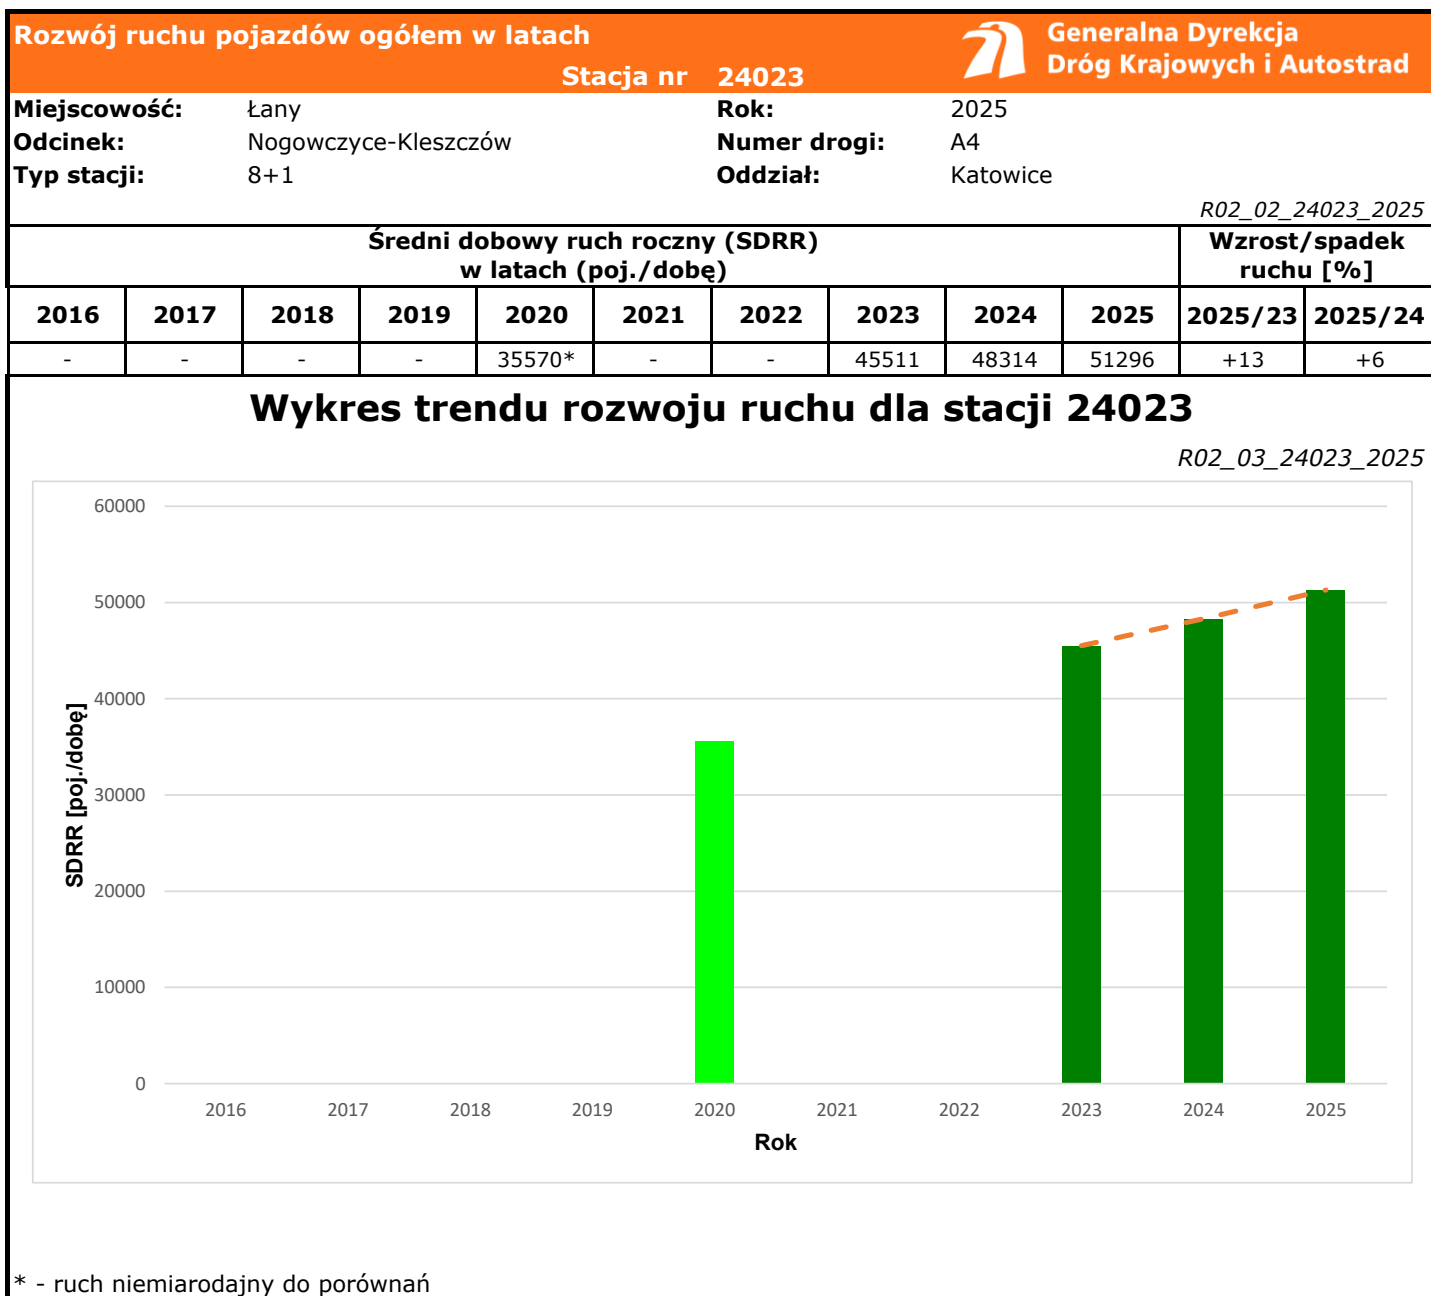 Rozwój ruchu pojazdów ogółem w latach
Generalna Dyrekcja
Dróg Krajowych i Autostrad
Stacja nr 24023
Miejscowość: Łany Rok: 2025
Odcinek: Nogowczyce-Kleszczów Numer drogi: A4
Typ stacji: 8+1 Oddział: Katowice
R02_02_24023_2025
Średni dobowy ruch roczny (SDRR) Wzrost/spadek
w latach (poj./dobę) ruchu [%]
2016 2017 2018 2019 2020 2021 2022 2023 2024 2025 2025/23 2025/24
- - - - 35570* - - 45511 48314 51296 +13 +6
Wykres trendu rozwoju ruchu dla stacji 24023
R02_03_24023_2025
60000
50000
40000
30000
20000
10000
0
SDRR [poj./dobę]
2016 2017 2018 2019 2020 2021 2022 2023 2024 2025
Rok
* - ruch niemiarodajny do porównań